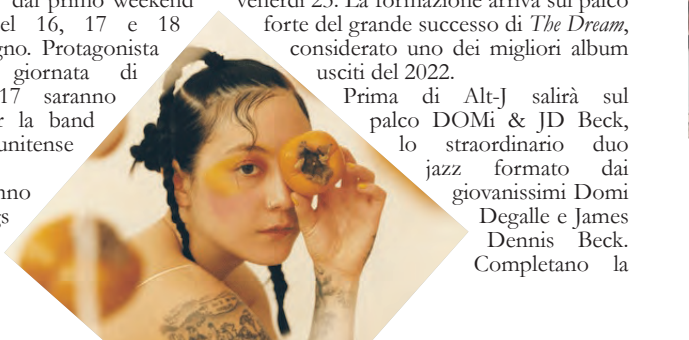 dal primo weekend
el 16, 17 e 18
gno. Protagonista
giornata di
17 saranno
r la band
unitense
nno
gs
venerdì 23. La formazione arriva sul palco
forte del grande successo di The Dream,
considerato uno dei migliori album
usciti del 2022.
Prima di Alt-J salirà sul
palco DOMi & JD Beck,
lo straordinario duo
jazz formato dai
giovanissimi Domi
Degalle e James
Dennis Beck.
Completano la